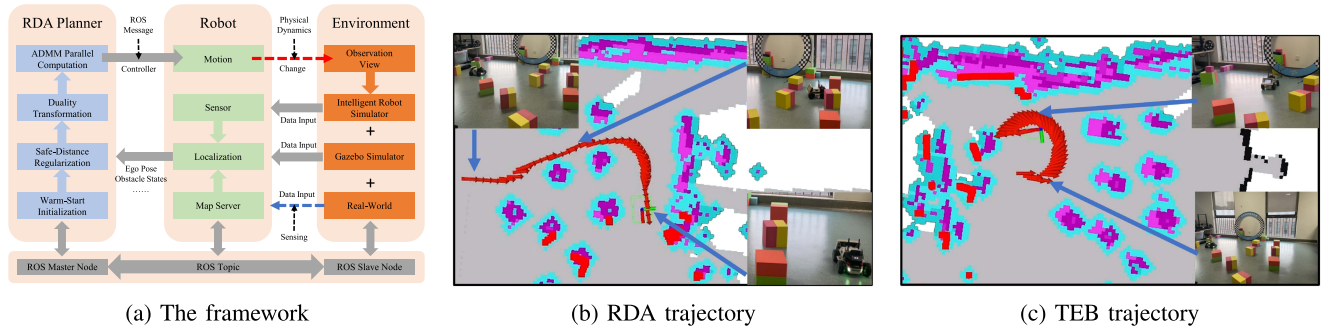 RDA Planner
ADMM Parallel
Computation
Duality
Transformation
Safe-Distance
Regularization
Warm-Start
Initialization
ROS Master Node
ROS
Message
Controller
Ego Pose
Obstacle States
......
Robot
Motion
Sensor
Localization
Map Server
ROS Topic
Physical
Dynamics
Change
Data Input
Data Input
Data Input
Sensing
Environment
Observation
View
Intelligent Robot
Simulator
+
Gazebo Simulator
+
Real-World
ROS Slave Node
(a) The framework
(b) RDA trajectory
(c) TEB trajectory